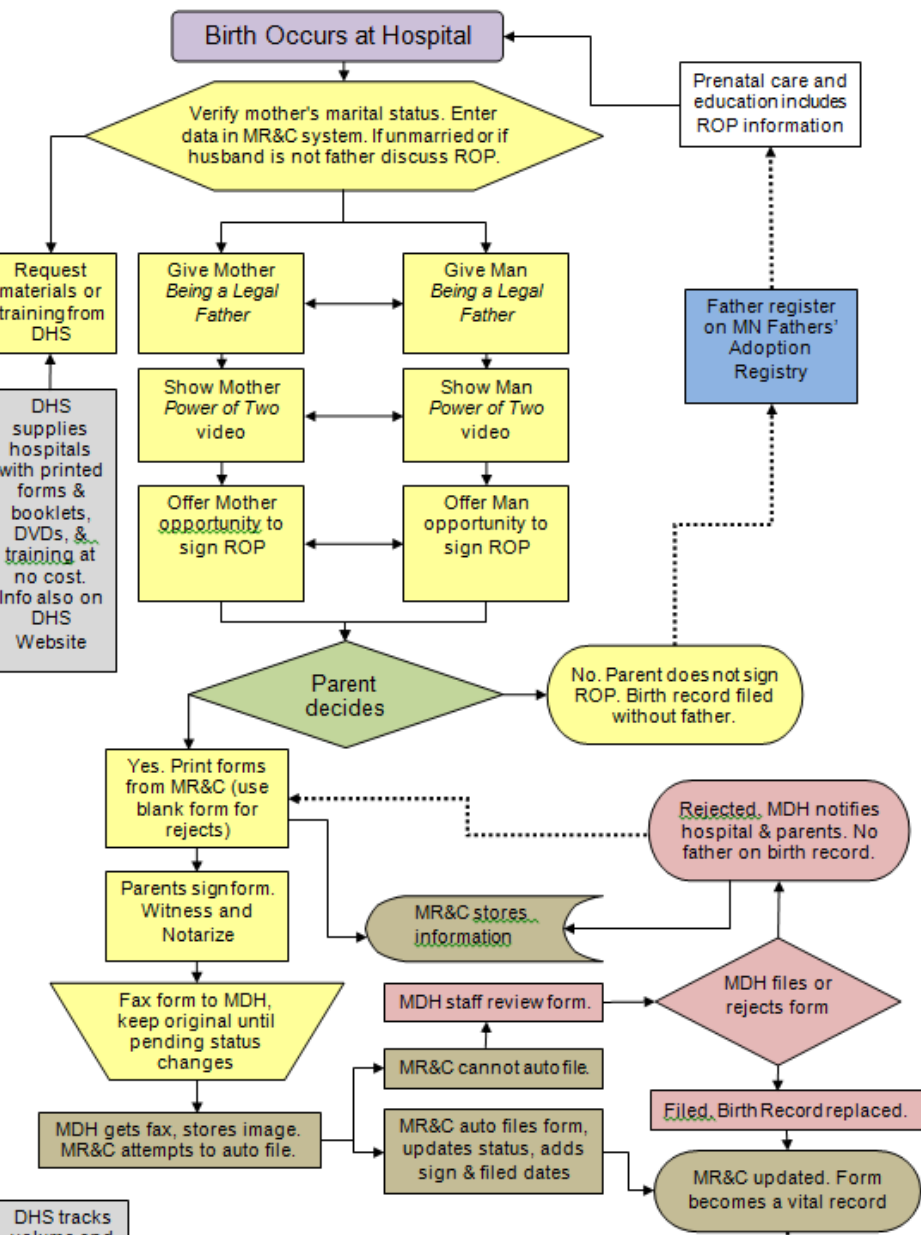 Birth Occurs at Hospital
Prenatal care and
education includes
ROP information
Verify mother's marital status. Enter
data in MR&C system. If unmarried or if
husband is not father discuss ROP.
Request
materials or
training from
DHS
Give Mother
Being a Legal
Father
Give Man
Being a Legal
Father
Father register
on MN Fathers'
Adoption
Registry
DHS
supplies
hospitals
with printed
forms &
booklets,
DVDs, &
training at
no cost.
Info also on
DHS
Website
Show Mother
Power of Two
video
Show Man
Power of Two
video
Offer Mother
opportunity to
sign ROP
Offer Man
opportunity to
sign ROP
Parent
decides
No. Parent does not sign
ROP. Birth record filed
without father.
Yes. Print forms
from MR&C (use
blank form for
rejects)
Rejected. MDH notifies
hospital & parents. No
father on birth record.
Parents sign form.
Witness and
Notarize
MR&C stores
information
Fax form to MDH,
keep original until
pending status
changes
MDH staff review form.
MDH files or
rejects form
MR&C cannot auto file.
MDH gets fax, stores image.
MR&C attempts to auto file.
MR&C auto files form,
updates status, adds
sign & filed dates
Filed. Birth Record replaced.
MR&C updated. Form
becomes a vital record
DHS tracks
volume and